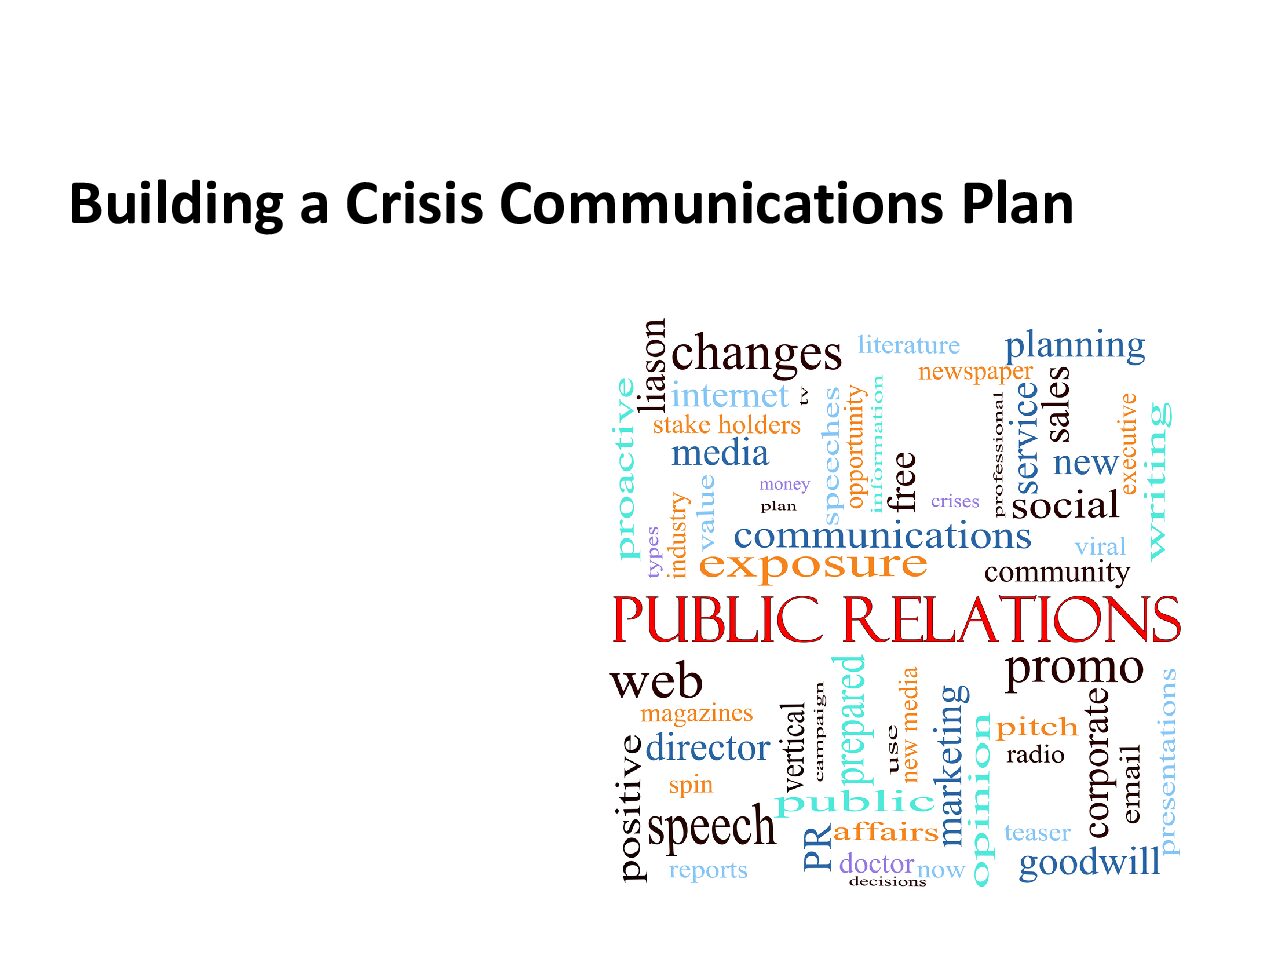 Building a Crisis Communications Plan
liason
changes
literature
planning
newspaper
internet
tv
stake holders
media
proactive
speeches
opportunity
information
free
professional
service
sales
executive
writing
new
money
plan
crises
social
value
industry
types
communications
viral
exposure
community
PUBLIC RELATIONS
web
promo
magazines
director
vertical
campaign
prepared
use
new media
marketing
opinion
pitch
radio
corporate
email
presentations
positive
spin
public
speech
PR
affairs
teaser
reports
doctor
now
goodwill
decisions